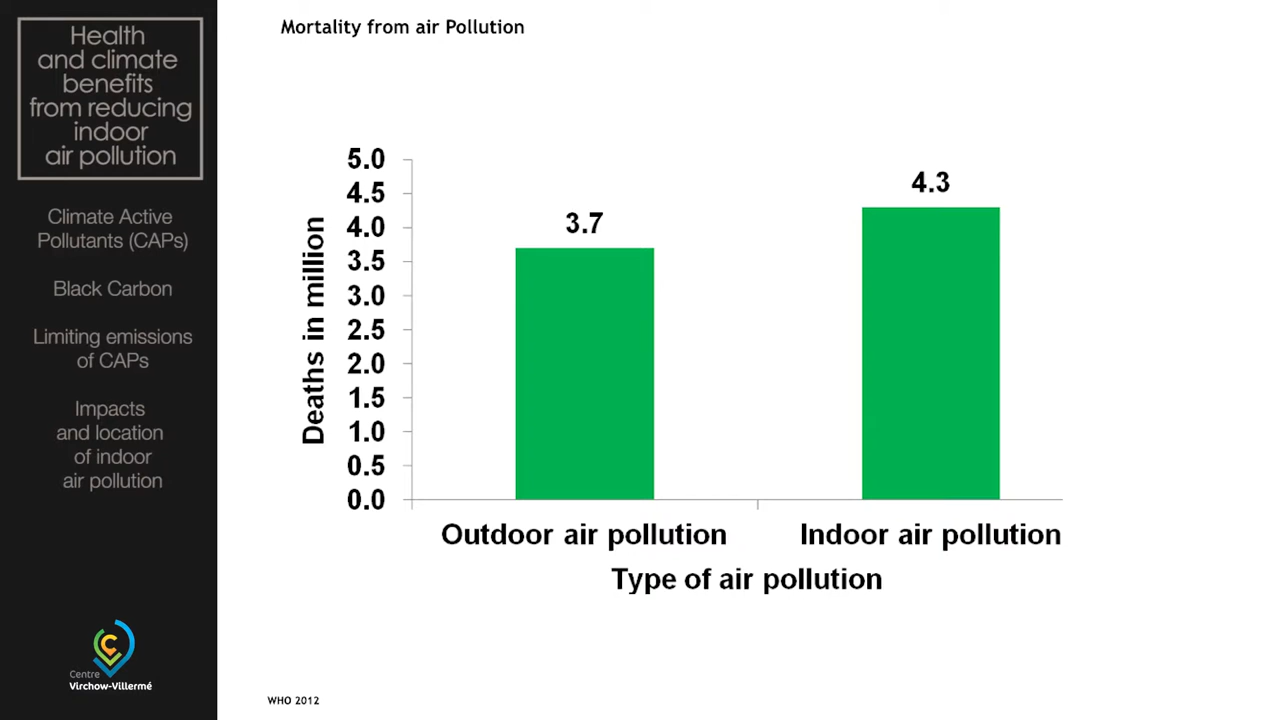 Health
and climate
benefits
from reducing
indoor
air pollution
Climate Active
Pollutants (CAPs)
Black Carbon
Limiting emissions
of CAPs
Impacts
and location
of indoor
air pollution
Centre
Virchow-Villermé
Mortality from air Pollution
Deaths in million
5.0
4.5
4.0
3.5
3.0
2.5
2.0
1.5
1.0
0.5
0.0
3.7
4.3
Outdoor air pollution
Indoor air pollution
Type of air pollution
WHO 2012